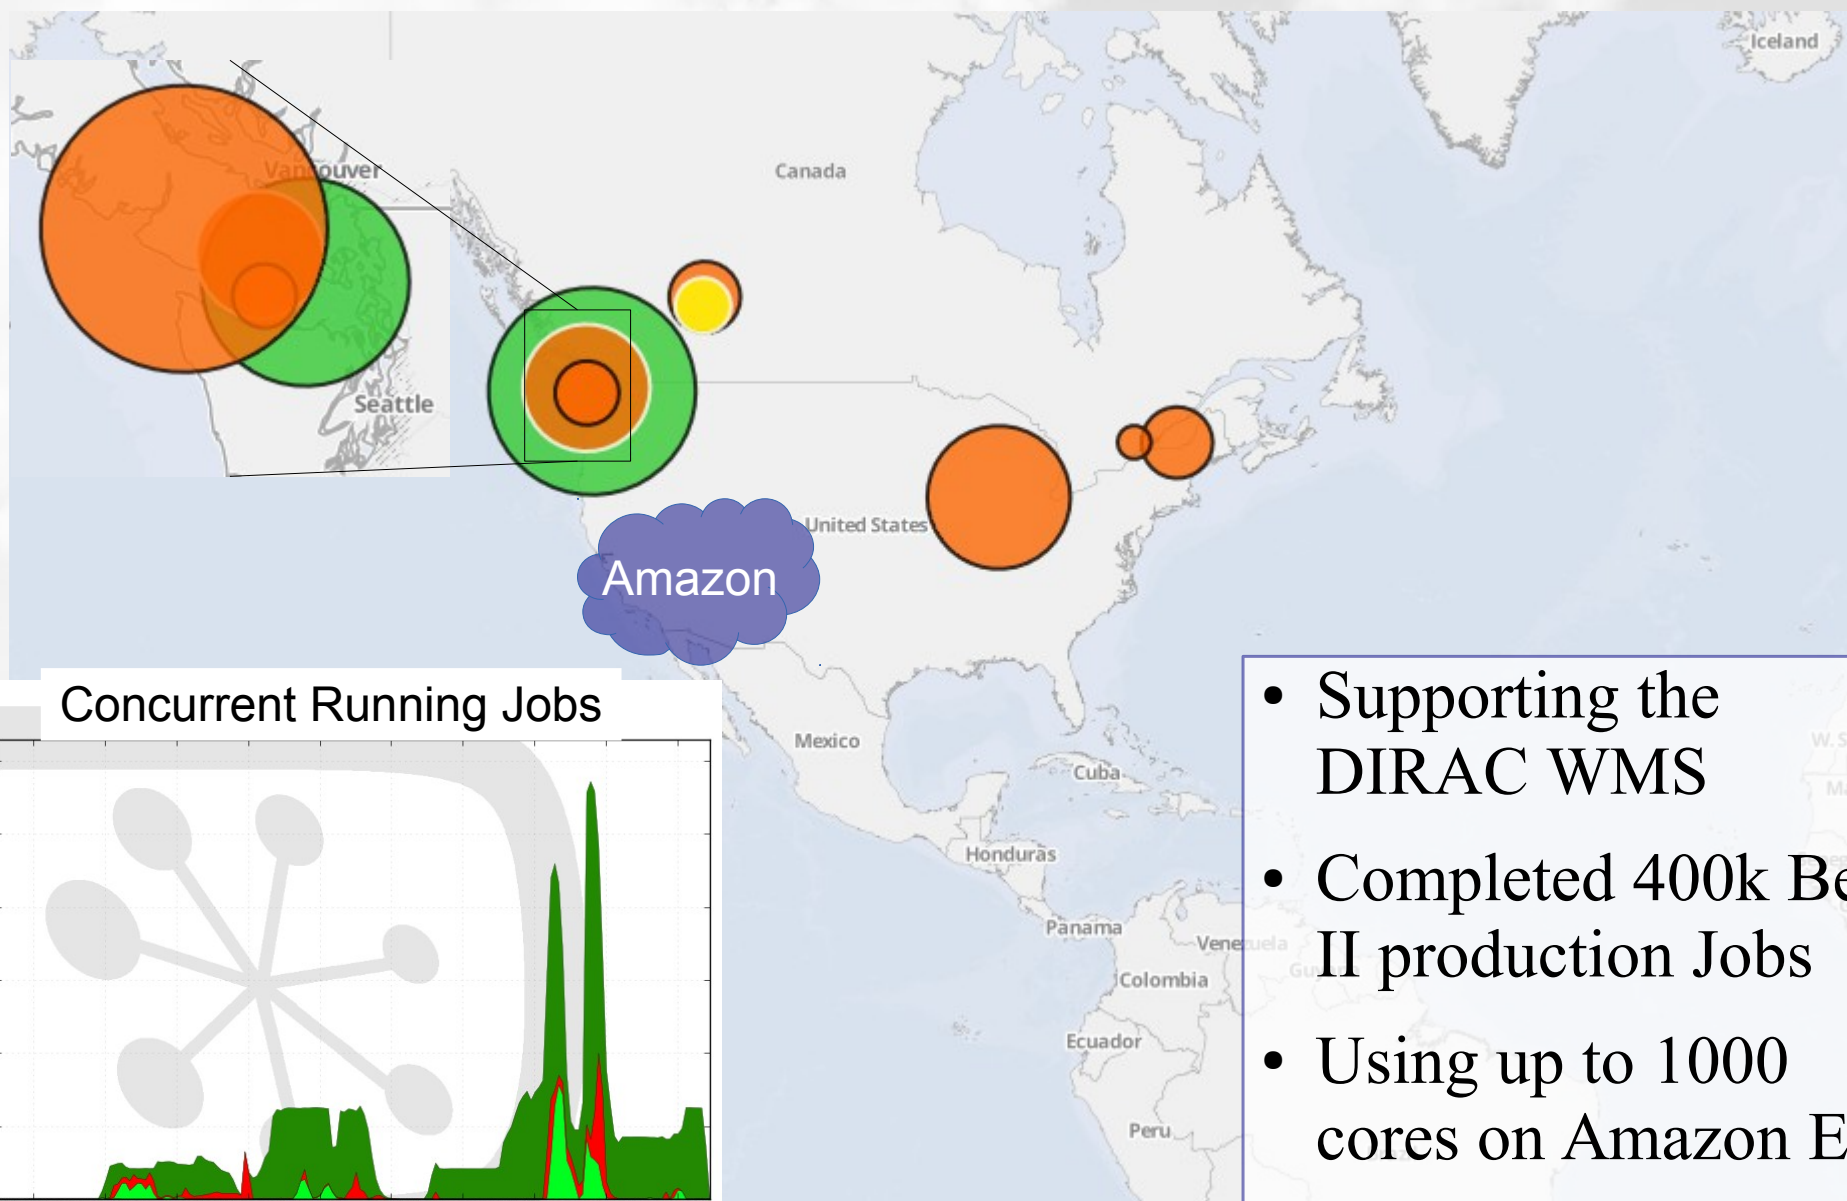 Iceland
Canada
Vancouver
Seattle
United States
Amazon
Concurrent Running Jobs
Mexico
Cuba
Honduras
Panama
Venezuela
Colombia
Ecuador
Peru
• Supporting the
DIRAC WMS
• Completed 400k Be
II production Jobs
• Using up to 1000
cores on Amazon E